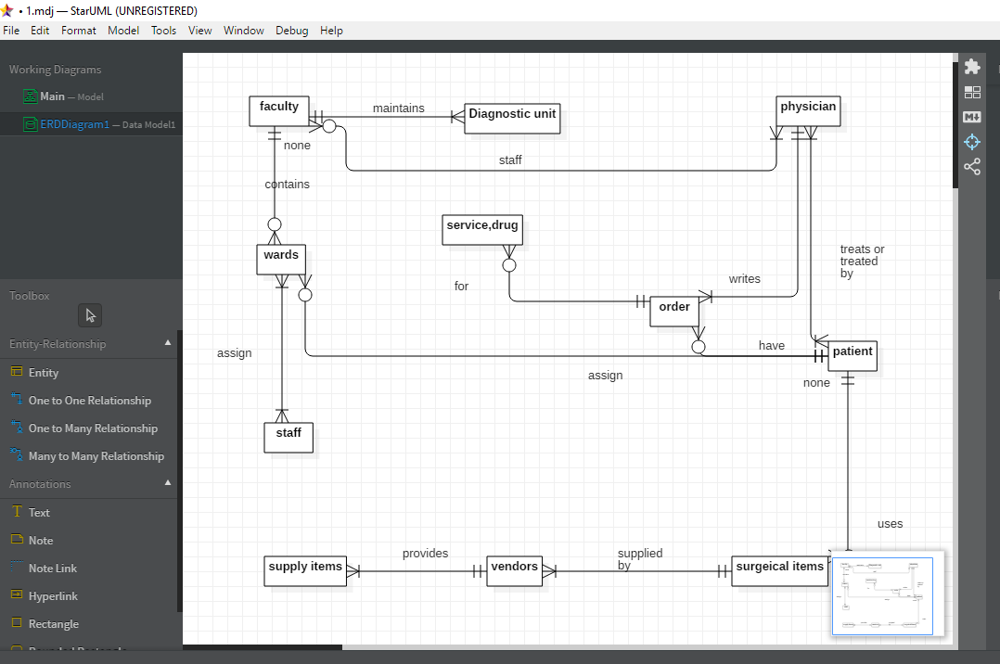 • 1.mdj — StarUML (UNREGISTERED)
File Edit Format Model Tools View Window Debug Help
Working Diagrams
Main — Model
ERDDiagram1 — Data Model1
Toolbox
Entity-Relationship
Entity
One to One Relationship
One to Many Relationship
Many to Many Relationship
Annotations
Text
Note
Note Link
Hyperlink
Rectangle
faculty
maintains
Diagnostic unit
physician
none
staff
contains
service,drug
wards
treats or
treated
by
for
writes
order
assign
have
patient
assign
none
staff
uses
supply items
provides
vendors
supplied
by
surgeical items
M